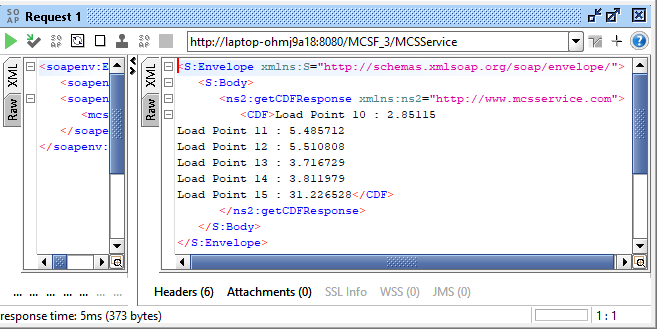 SO AP Request 1
http://laptop-ohmj9a18:8080/MCSF_3/MCSService
XML
Raw
<soapenv:E
<soapen
<soapen
<mcs
</soape
</soapenv:
XML
Raw
<S:Envelope xmlns:S="http://schemas.xmlsoap.org/soap/envelope/">
<S:Body>
<ns2:getCDFResponse xmlns:ns2="http://www.mcsservice.com">
<CDF>Load Point 10 : 2.85115
Load Point 11 : 5.485712
Load Point 12 : 5.510808
Load Point 13 : 3.716729
Load Point 14 : 3.811979
Load Point 15 : 31.226528</CDF>
</ns2:getCDFResponse>
</S:Body>
</S:Envelope>
... ... ... ... ... ...
Headers (6) Attachments (0) SSL Info WSS (0) JMS (0)
response time: 5ms (373 bytes)
1 : 1